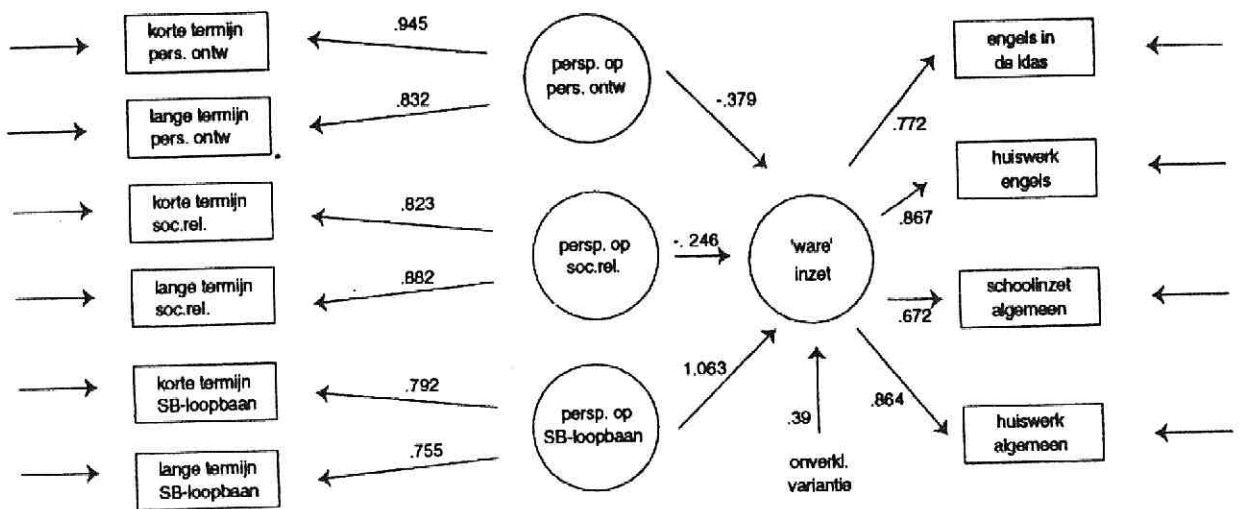 korte termijn
pers. ontw
.945
persp. op
pers. ontw
engels in
de klas
lange termijn
pers. ontw
.832
-.379
.772
huiswerk
engels
korte termijn
soc.rel.
.823
.867
persp. op
soc.rel.
-. 246
'ware'
inzet
lange termijn
soc.rel.
.882
schoolinzet
algemeen
.672
korte termijn
SB-loopbaan
.792
1.063
persp. op
SB-loopbaan
.39
.864
huiswerk
algemeen
lange termijn
SB-loopbaan
.755
onverkl.
variantie